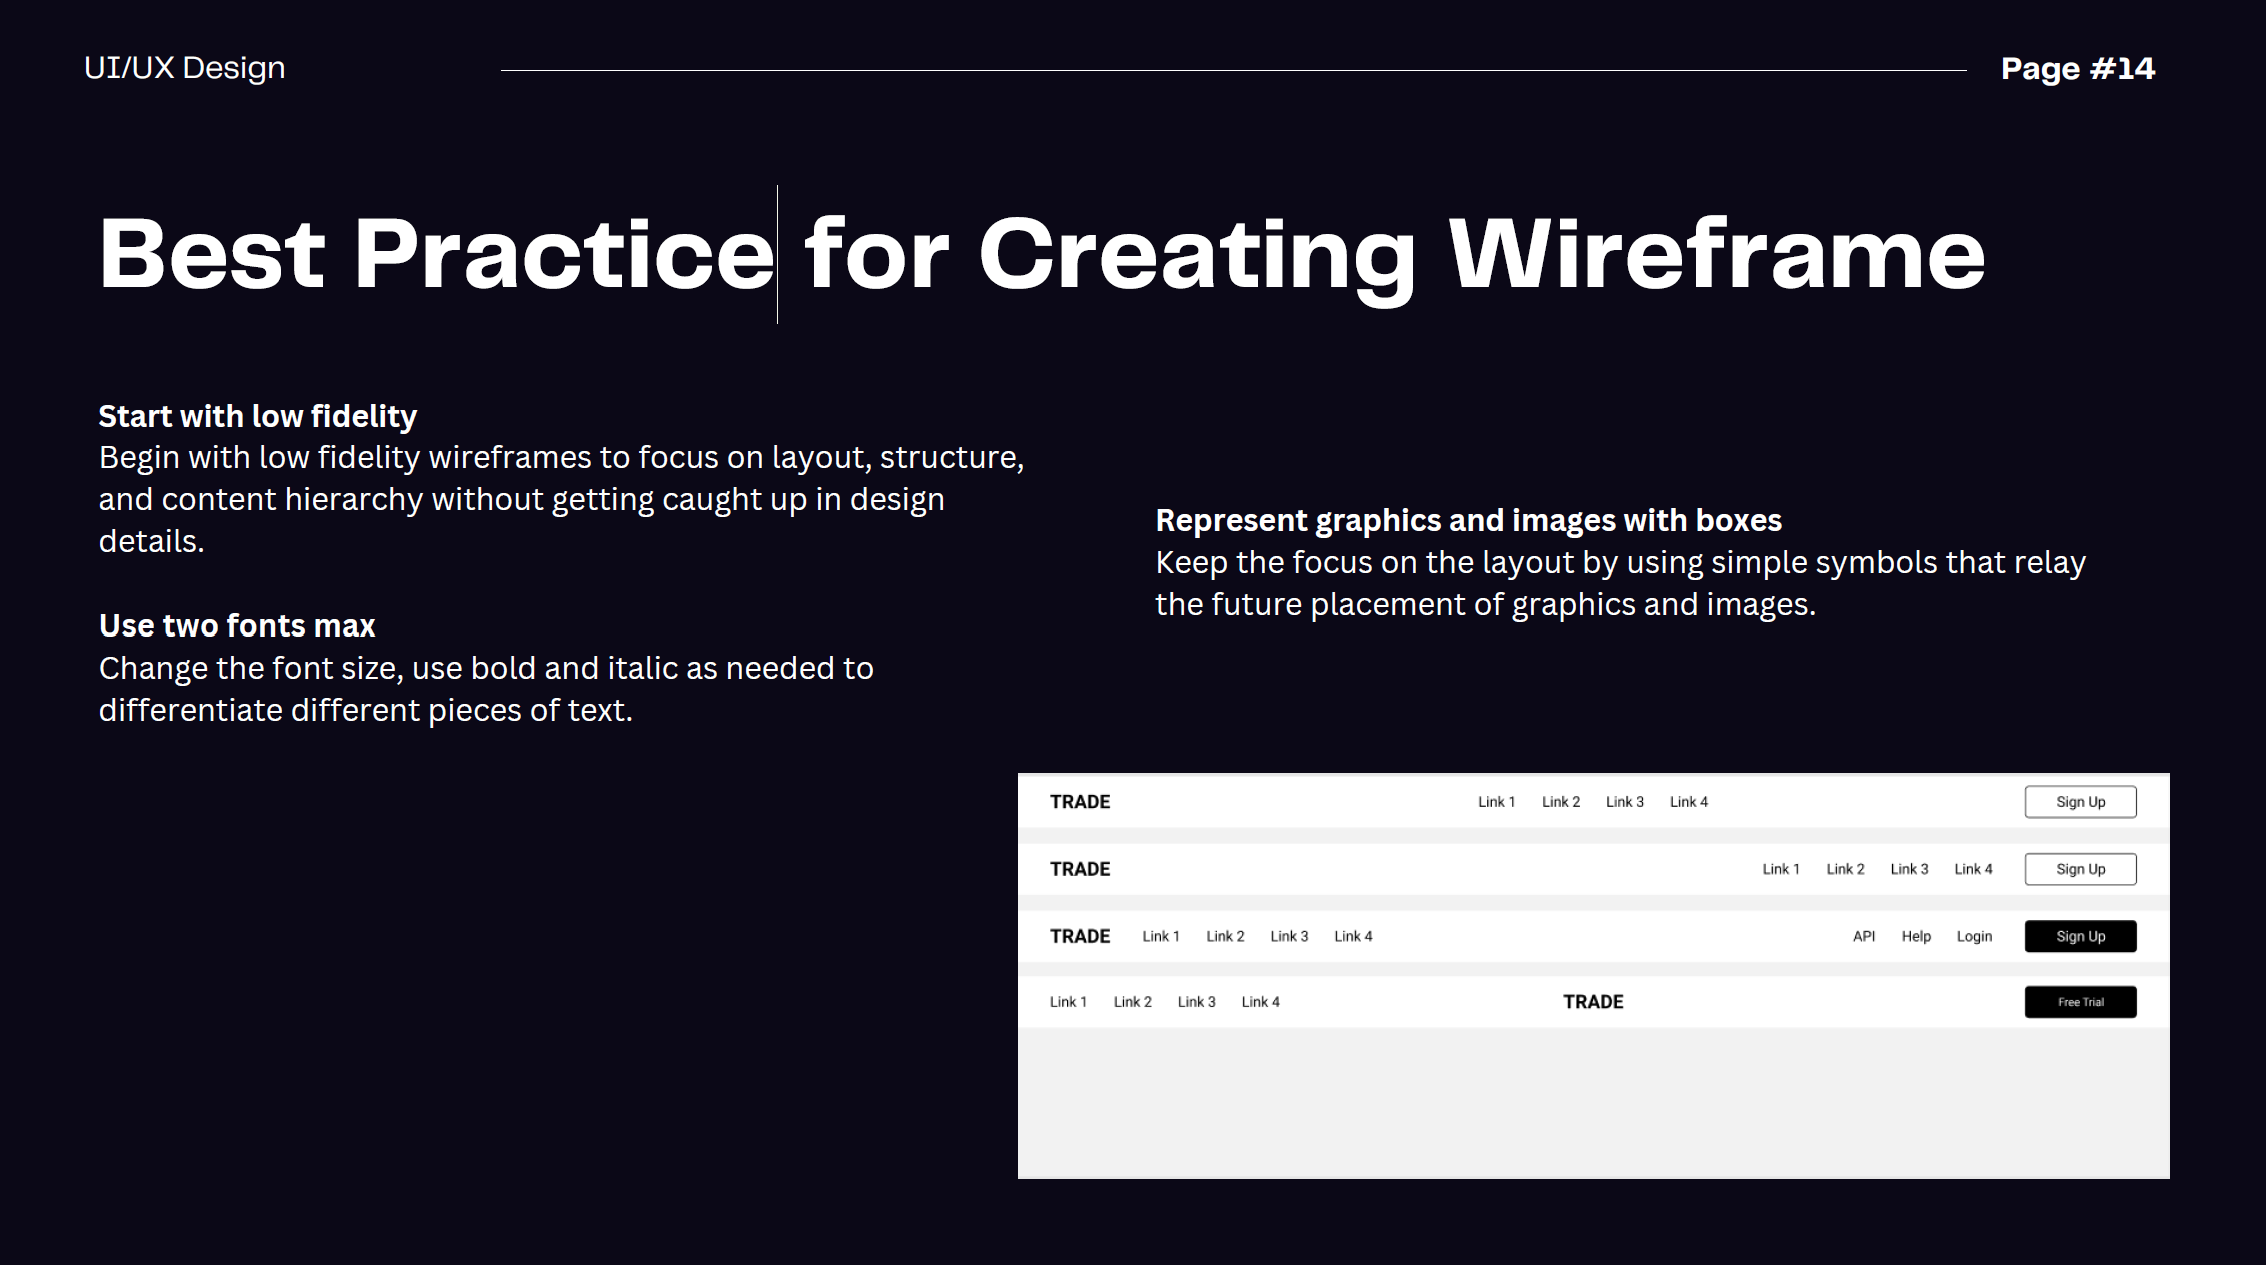 UI/UX Design
Page #14
Best Practice for Creating Wireframe
Start with low fidelity
Begin with low fidelity wireframes to focus on layout, structure,
and content hierarchy without getting caught up in design
details.
Use two fonts max
Change the font size, use bold and italic as needed to
differentiate different pieces of text.
Represent graphics and images with boxes
Keep the focus on the layout by using simple symbols that relay
the future placement of graphics and images.
TRADE Link 1 Link 2 Link 3 Link 4 Sign Up
TRADE Link 1 Link 2 Link 3 Link 4 Sign Up
TRADE Link 1 Link 2 Link 3 Link 4 API Help Login Sign Up
Link 1 Link 2 Link 3 Link 4 TRADE Free Trial